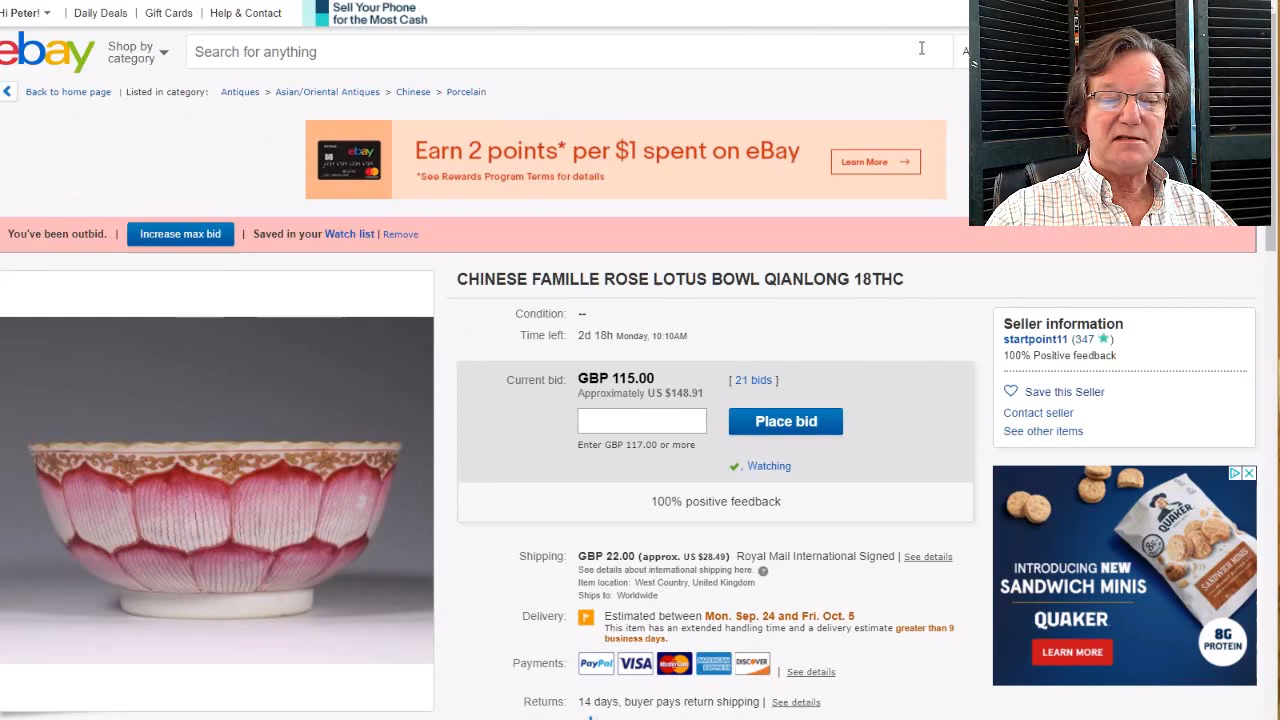 Hi Peter!
Daily Deals
Gift Cards
Help & Contact
Sell Your Phone
for the Most Cash
ebay
Shop by
category
Search for anything
A
Back to home page
Listed in category:
Antiques > Asian/Oriental Antiques > Chinese > Porcelain
ebay
Earn 2 points* per $1 spent on eBay
*See Rewards Program Terms for details
Learn More
You've been outbid. | Increase max bid | Saved in your Watch list | Remove
CHINESE FAMILLE ROSE LOTUS BOWL QIANLONG 18THC
Condition: --
Time left: 2d 18h Monday, 10:10AM
Current bid: GBP 115.00 [ 21 bids ]
Approximately US $148.91
Place bid
Enter GBP 117.00 or more
Watching
100% positive feedback
Shipping: GBP 22.00 (approx. US $28.49) Royal Mail International Signed | See details
See details about international shipping here. ?
Item location: West Country, United Kingdom
Ships to: Worldwide
Delivery: Estimated between Mon. Sep. 24 and Fri. Oct. 5
This item has an extended handling time and a delivery estimate greater than 9
business days.
Payments: PayPal VISA MasterCard AMERICAN EXPRESS DISCOVER | See details
Returns: 14 days, buyer pays return shipping | See details
Seller information
startpoint11 (347 )
100% Positive feedback
Save this Seller
Contact seller
See other items
QUAKER
SANDWICH MINIS
INTRODUCING NEW
SANDWICH MINIS
QUAKER
LEARN MORE
8G
PROTEIN